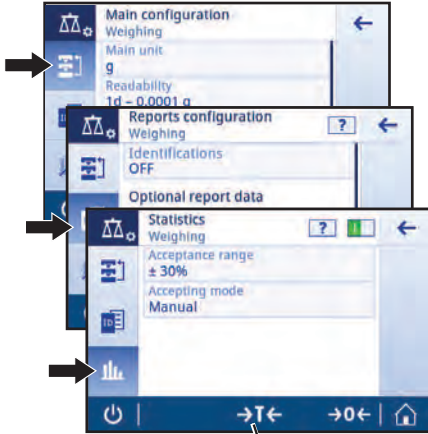 Main configuration
Weighing
Main unit
g
Readability
1d - 0.0001 g
Reports configuration
Weighing
?
Identifications
OFF
Optional report data
Statistics
Weighing
?
Acceptance range
± 30%
Accepting mode
Manual
ID
→T←
→0←